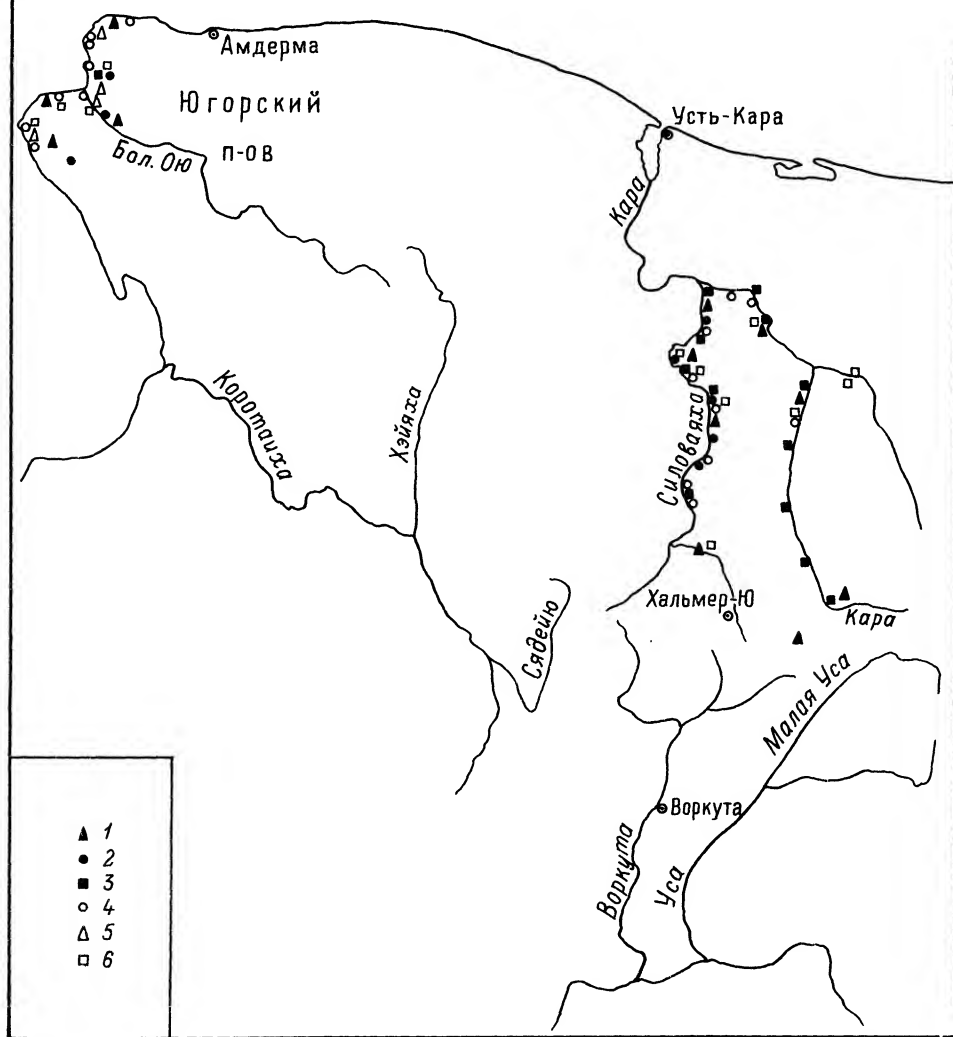 Амдерма
Югорский
п-ов
Бол. Ою
Усть-Кара
Кара
Коротаиха
Хэйяха
Силоваяха
Хальмер-Ю
Кара
Сядейю
Малая Уса
Воркута
Воркута
Уса
1
2
3
4
5
6